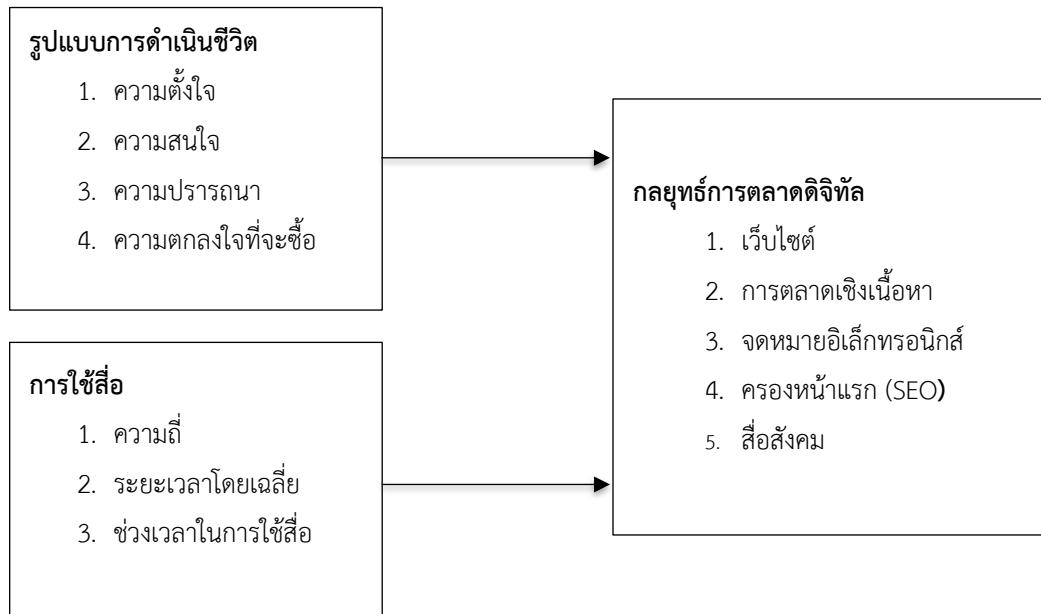 รูปแบบการดำเนินชีวิต
1. ความตั้งใจ
2. ความสนใจ
3. ความปรารถนา
4. ความตกลงใจที่จะซื้อ
การใช้สื่อ
1. ความถี่
2. ระยะเวลาโดยเฉลี่ย
3. ช่วงเวลาในการใช้สื่อ
กลยุทธ์การตลาดดิจิทัล
1. เว็บไซต์
2. การตลาดเชิงเนื้อหา
3. จดหมายอิเล็กทรอนิกส์
4. ครองหน้าแรก (SEO)
5. สื่อสังคม